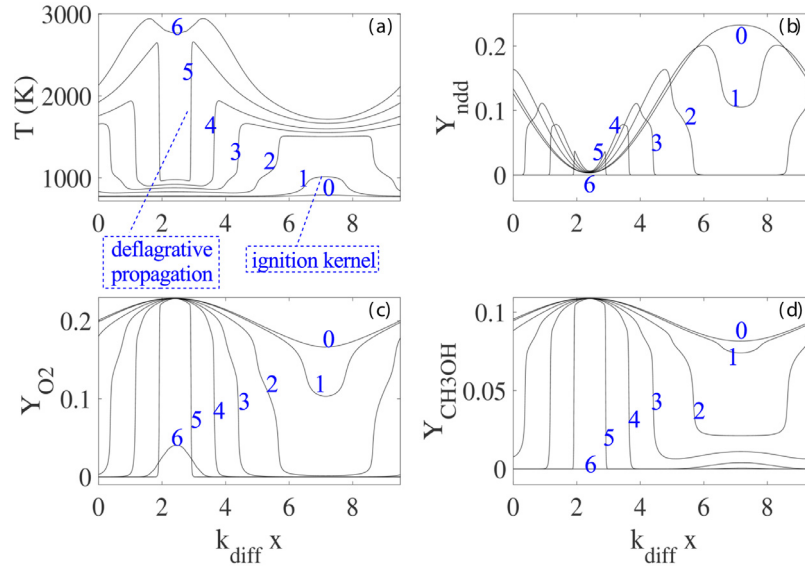 3000
2000
1000
T (K)
6
5
4
3
2
1
0
(a)
0 2 4 6 8
deflagrative
propagation
ignition kernel
0.2
0.1
0
Y_ndd
(b)
0
1
2
3
4
5
6
0 2 4 6 8
0.2
0.1
0
Y_O2
(c)
0
1
2
3
4
5
6
0 2 4 6 8
k_diff x
0.1
0.05
0
Y_CH3OH
(d)
0
1
2
3
4
5
6
0 2 4 6 8
k_diff x